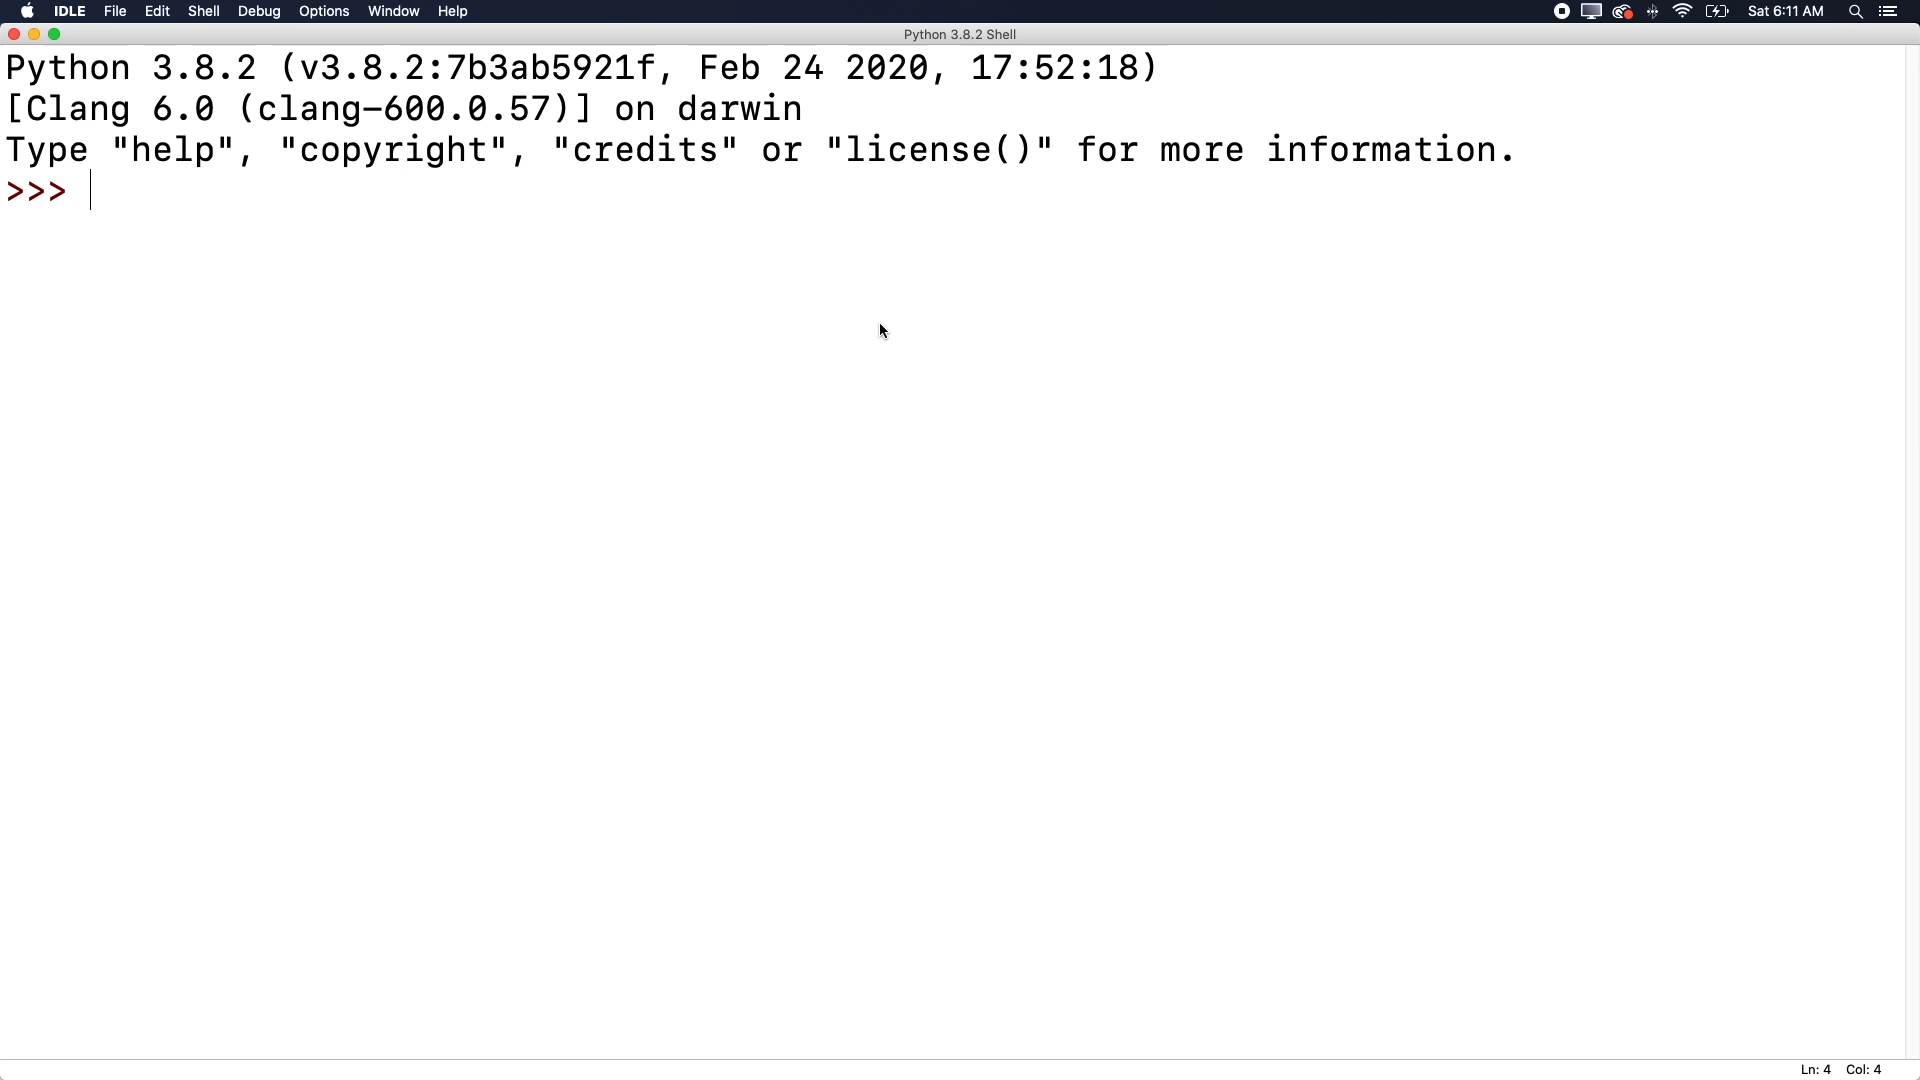 IDLE File Edit Shell Debug Options Window Help Sat 6:11 AM
Python 3.8.2 Shell
Python 3.8.2 (v3.8.2:7b3ab5921f, Feb 24 2020, 17:52:18)
[Clang 6.0 (clang-600.0.57)] on darwin
Type "help", "copyright", "credits" or "license()" for more information.
>>>
Ln: 4 Col: 4